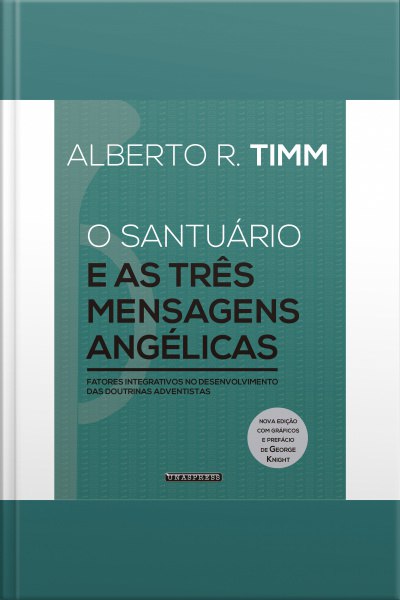 ALBERTO R. TIMM
O SANTUÁRIO
E AS TRÊS
MENSAGENS
ANGÉLICAS
FATORES INTEGRATIVOS NO DESENVOLVIMENTO
DAS DOUTRINAS ADVENTISTAS
NOVA EDIÇÃO
COM GRÁFICOS
E PREFÁCIO
DE GEORGE
KNIGHT
UNASPRESS